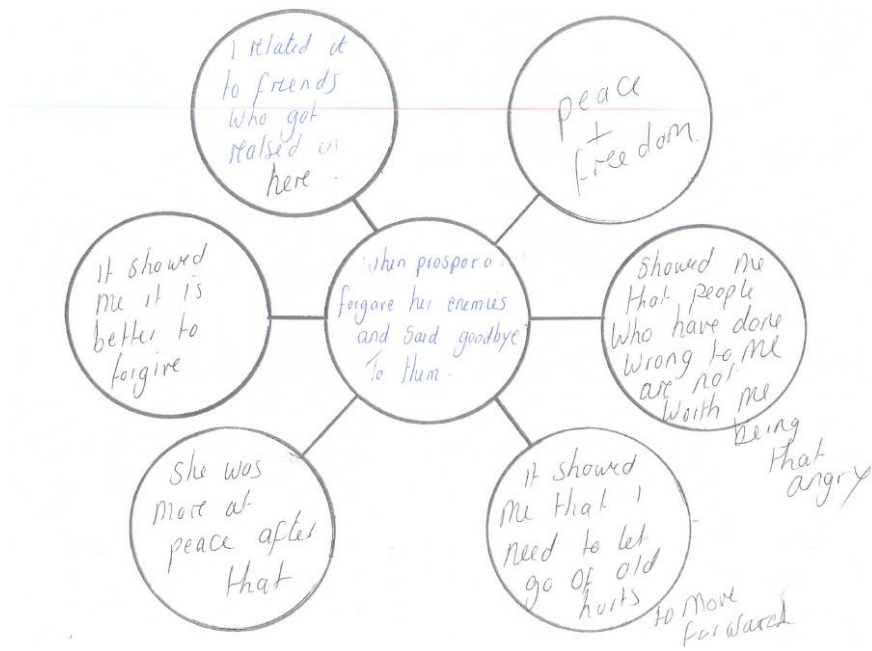 I related it
to friends
who got
realsed in
here.
peace
+
freedom.
It showed
me it is
better to
forgive
when prosporo
forgave her enemies
and said goodbye
To them.
showed me
that people
who have done
wrong to me
are not
worth me
being
that
angry
she was
more at
peace after
that
it showed
me that I
need to let
go of old
hurts
to move
forward